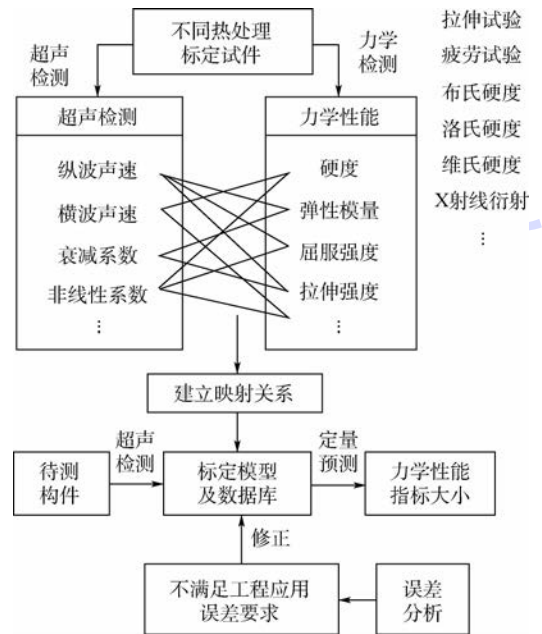 不同热处理
标定试件
超声
检测
力学
检测
超声检测
纵波声速
横波声速
衰减系数
非线性系数
⋮
力学性能
硬度
弹性模量
屈服强度
拉伸强度
⋮
拉伸试验
疲劳试验
布氏硬度
洛氏硬度
维氏硬度
X射线衍射
⋮
建立映射关系
待测
构件
超声
检测
标定模型
及数据库
定量
预测
力学性能
指标大小
修正
不满足工程应用
误差要求
误差
分析